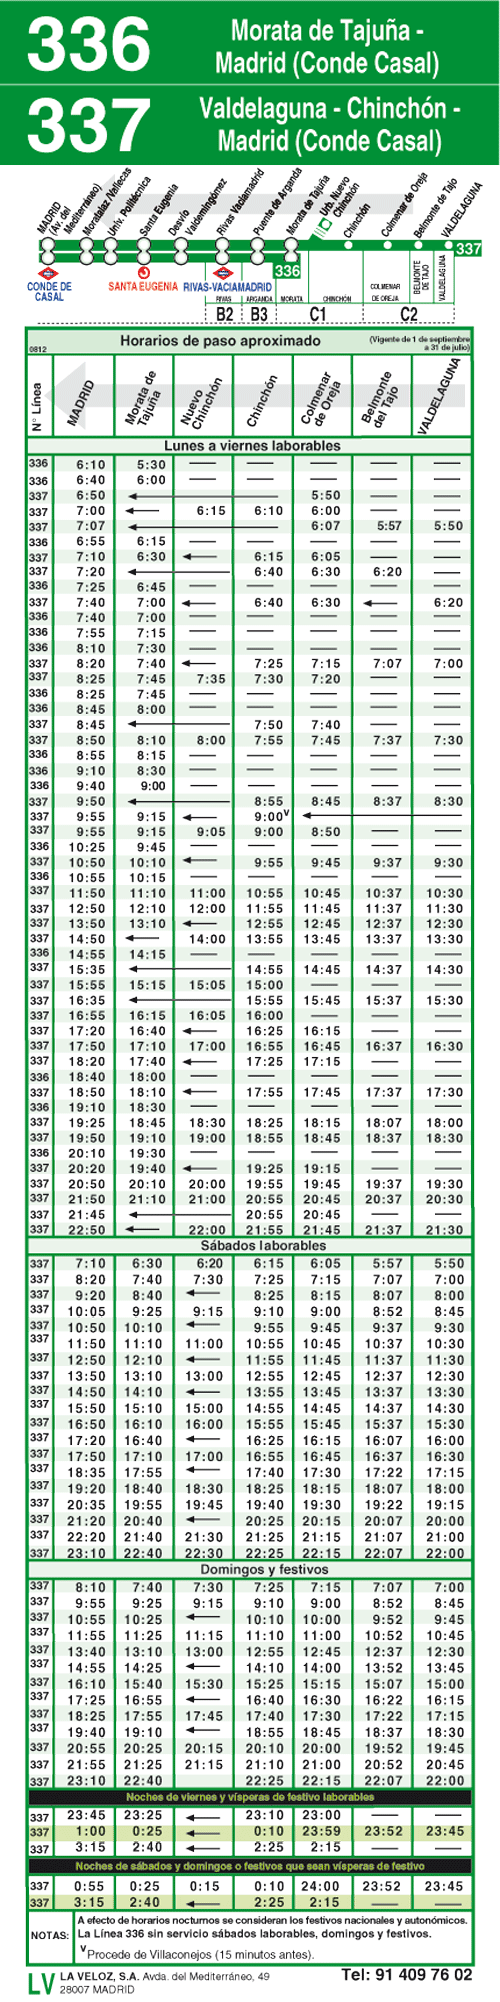 336 Morata de Tajuña -
Madrid (Conde Casal)
337 Valdelaguna - Chinchón -
Madrid (Conde Casal)
MADRID
(Av. del
Mediterráneo)
Moratalaz /Vallecas
Univ. Politécnica
Santa Eugenia
Desvío
Valdemingómez
Rivas Vaciamadrid
Puente de Arganda
Morata de Tajuña
Urb. Nuevo
Chinchón
Chinchón
Colmenar de Oreja
Belmonte de Tajo
VALDELAGUNA
337
336
CONDE DE
CASAL
SANTA EUGENIA
RIVAS-VACIAMADRID
RIVAS ARGANDA MORATA CHINCHÓN
COLMENAR
DE OREJA
BELMONTE
DE TAJO
VALDELAGUNA
B2 B3 C1 C2
0812
Horarios de paso aproximado
(Vigente de 1 de septiembre
a 31 de julio)
Nº Línea
MADRID
Morata de
Tajuña
Nuevo
Chinchón
Chinchón
Colmenar
de Oreja
Belmonte
del Tajo
VALDELAGUNA
Lunes a viernes laborables
336 6:10 5:30 — — — — —
336 6:40 6:00 — — — — —
337 6:50 ← 5:50 — —
337 7:00 ← 6:15 6:10 6:00 — —
337 7:07 ← 6:07 5:57 5:50
336 6:55 6:15 — — — — —
337 7:10 6:30 ← 6:15 6:05 — —
337 7:20 ← 6:40 6:30 6:20 —
336 7:25 6:45 — — — — —
337 7:40 7:00 ← 6:40 6:30 ← 6:20
336 7:40 7:00 — — — — —
336 7:55 7:15 — — — — —
336 8:10 7:30 — — — — —
337 8:20 7:40 ← 7:25 7:15 7:07 7:00
337 8:25 7:45 7:35 7:30 7:20 — —
336 8:25 7:45 — — — — —
336 8:45 8:00 — — — — —
337 8:45 ← 7:50 7:40 — —
337 8:50 8:10 8:00 7:55 7:45 7:37 7:30
336 8:55 8:15 — — — — —
336 9:10 8:30 — — — — —
336 9:40 9:00 — — — — —
337 9:50 ← 8:55 8:45 8:37 8:30
337 9:55 9:15 ← 9:00V ←
337 9:55 9:15 9:05 9:00 8:50 — —
336 10:25 9:45 — — — — —
337 10:50 10:10 ← 9:55 9:45 9:37 9:30
336 10:55 10:15 — — — — —
337 11:50 11:10 11:00 10:55 10:45 10:37 10:30
337 12:50 12:10 12:00 11:55 11:45 11:37 11:30
337 13:50 13:10 ← 12:55 12:45 12:37 12:30
337 14:50 ← 14:00 13:55 13:45 13:37 13:30
336 14:55 14:15 — — — — —
337 15:35 ← 14:55 14:45 14:37 14:30
337 15:55 15:15 15:05 15:00 — — —
337 16:35 ← 15:55 15:45 15:37 15:30
337 16:55 16:15 16:05 16:00 — — —
337 17:20 16:40 ← 16:25 16:15 — —
337 17:50 17:10 17:00 16:55 16:45 16:37 16:30
337 18:20 17:40 ← 17:25 17:15 — —
336 18:40 18:00 — — — — —
337 18:50 18:10 ← 17:55 17:45 17:37 17:30
336 19:10 18:30 — — — — —
337 19:25 18:45 18:30 18:25 18:15 18:07 18:00
337 19:50 19:10 19:00 18:55 18:45 18:37 18:30
336 20:10 19:30 — — — — —
337 20:20 19:40 ← 19:25 19:15 — —
337 20:50 20:10 20:00 19:55 19:45 19:37 19:30
337 21:50 21:10 21:00 20:55 20:45 20:37 20:30
337 21:45 ← 20:55 20:45 — —
337 22:50 ← 22:00 21:55 21:45 21:37 21:30
Sábados laborables
337 7:10 6:30 6:20 6:15 6:05 5:57 5:50
337 8:20 7:40 7:30 7:25 7:15 7:07 7:00
337 9:20 8:40 ← 8:25 8:15 8:07 8:00
337 10:05 9:25 9:15 9:10 9:00 8:52 8:45
337 10:50 10:10 ← 9:55 9:45 9:37 9:30
337 11:50 11:10 11:00 10:55 10:45 10:37 10:30
337 12:50 12:10 ← 11:55 11:45 11:37 11:30
337 13:50 13:10 13:00 12:55 12:45 12:37 12:30
337 14:50 14:10 ← 13:55 13:45 13:37 13:30
337 15:50 15:10 15:00 14:55 14:45 14:37 14:30
337 16:50 16:10 16:00 15:55 15:45 15:37 15:30
337 17:20 16:40 ← 16:25 16:15 16:07 16:00
337 17:50 17:10 17:00 16:55 16:45 16:37 16:30
337 18:35 17:55 ← 17:40 17:30 17:22 17:15
337 19:20 18:40 18:30 18:25 18:15 18:07 18:00
337 20:35 19:55 19:45 19:40 19:30 19:22 19:15
337 21:20 20:40 ← 20:25 20:15 20:07 20:00
337 22:20 21:40 21:30 21:25 21:15 21:07 21:00
337 23:10 22:40 22:30 22:25 22:15 22:07 22:00
Domingos y festivos
337 8:10 7:40 7:30 7:25 7:15 7:07 7:00
337 9:55 9:25 9:15 9:10 9:00 8:52 8:45
337 10:55 10:25 ← 10:10 10:00 9:52 9:45
337 11:55 11:25 11:15 11:10 11:00 10:52 10:45
337 13:40 13:10 13:00 12:55 12:45 12:37 12:30
337 14:55 14:25 ← 14:10 14:00 13:52 13:45
337 16:10 15:40 15:30 15:25 15:15 15:07 15:00
337 17:25 16:55 ← 16:40 16:30 16:22 16:15
337 18:25 17:55 17:45 17:40 17:30 17:22 17:15
337 19:40 19:10 ← 18:55 18:45 18:37 18:30
337 20:55 20:25 20:15 20:10 20:00 19:52 19:45
337 21:55 21:25 21:15 21:10 21:00 20:52 20:45
337 23:10 22:40 22:25 22:15 22:07 22:00
Noches de viernes y vísperas de festivo laborables
337 23:45 23:25 ← 23:10 23:00 — —
337 1:00 0:25 ← 0:10 23:59 23:52 23:45
337 3:15 2:40 ← 2:25 2:15 — —
Noches de sábados y domingos o festivos que sean vísperas de festivo
337 0:55 0:25 0:15 0:10 24:00 23:52 23:45
337 3:15 2:40 ← 2:25 2:15 — —
NOTAS:
A efecto de horarios nocturnos se consideran los festivos nacionales y autonómicos.
La Línea 336 sin servicio sábados laborables, domingos y festivos.
V Procede de Villaconejos (15 minutos antes).
LV LA VELOZ, S.A. Avda. del Mediterráneo, 49
28007 MADRID
Tel: 91 409 76 02